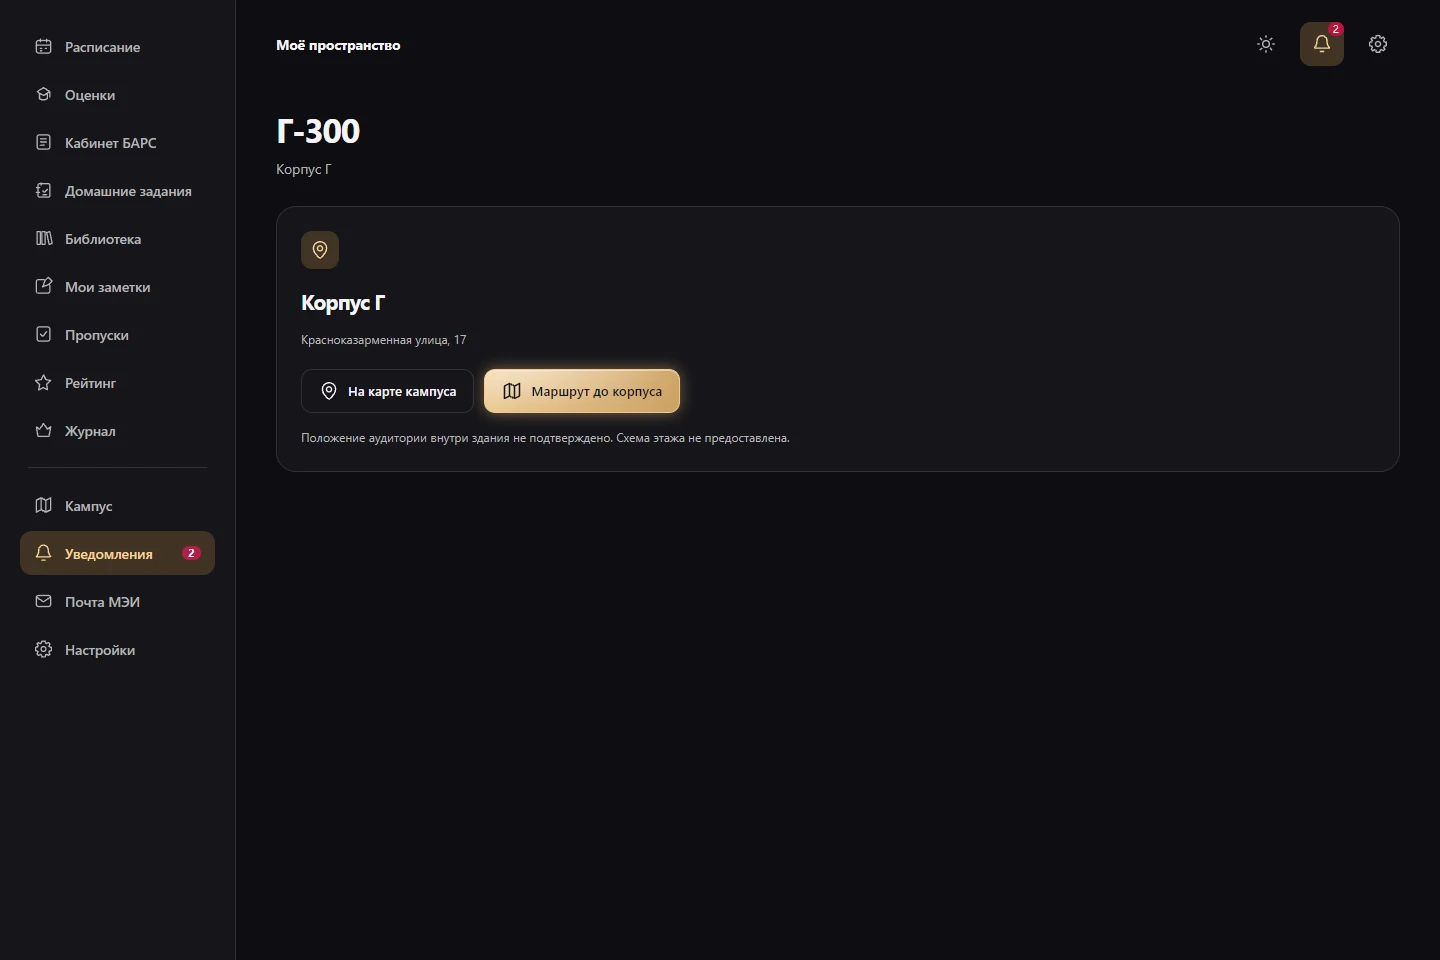 Расписание
Оценки
Кабинет БАРС
Домашние задания
Библиотека
Мои заметки
Пропуски
Рейтинг
Журнал
Кампус
Уведомления 2
Почта МЭИ
Настройки
Моё пространство
2
Г-300
Корпус Г
Корпус Г
Красноказарменная улица, 17
На карте кампуса
Маршрут до корпуса
Положение аудитории внутри здания не подтверждено. Схема этажа не предоставлена.